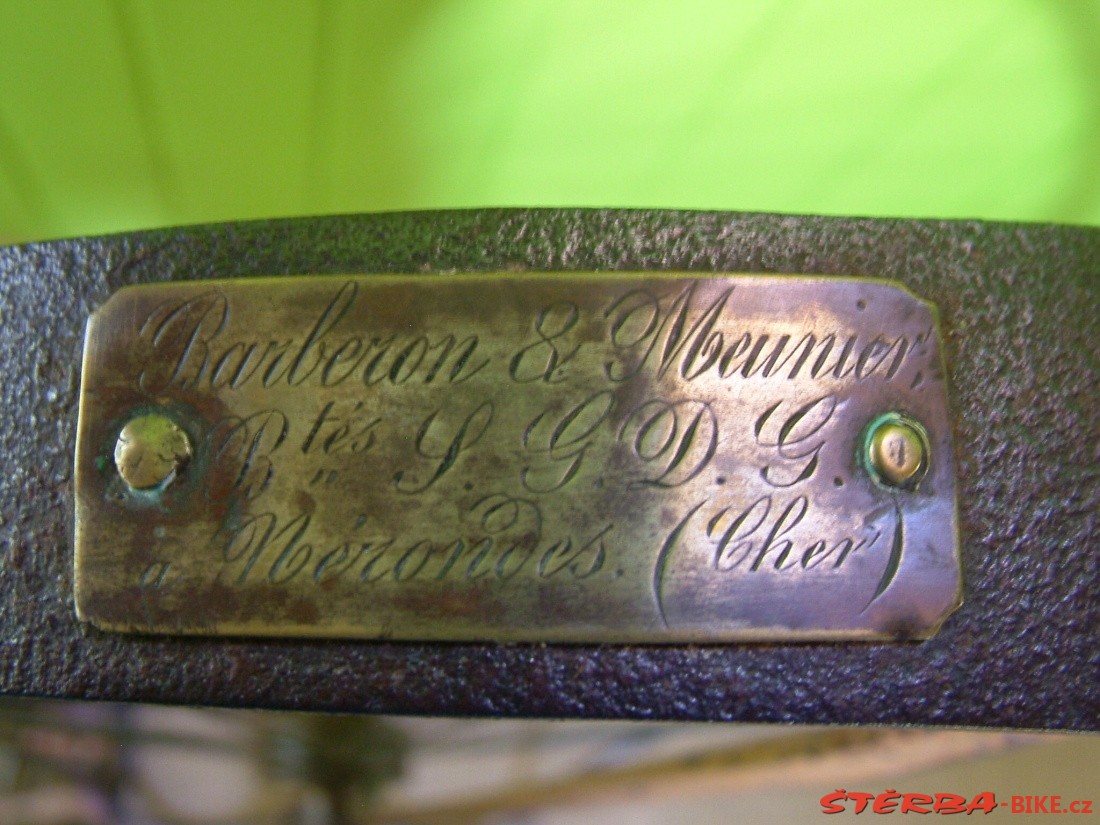 Barberon & Meunier,
Btés S. G. D. G.
à Nérondes. (Cher)
ŠTĚRBA-BIKE.cz